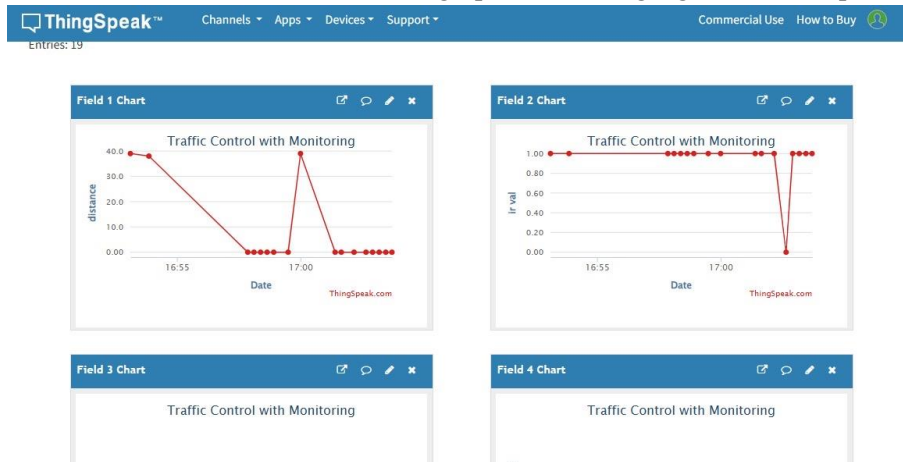 ThingSpeak™ Channels Apps Devices Support Commercial Use How to Buy
Entries: 19
Field 1 Chart
Traffic Control with Monitoring
40.0
30.0
20.0
10.0
0.00
distance
16:55 17:00
Date
ThingSpeak.com
Field 2 Chart
Traffic Control with Monitoring
1.00
0.80
0.60
0.40
0.20
0.00
ir val
16:55 17:00
Date
ThingSpeak.com
Field 3 Chart
Traffic Control with Monitoring
Field 4 Chart
Traffic Control with Monitoring